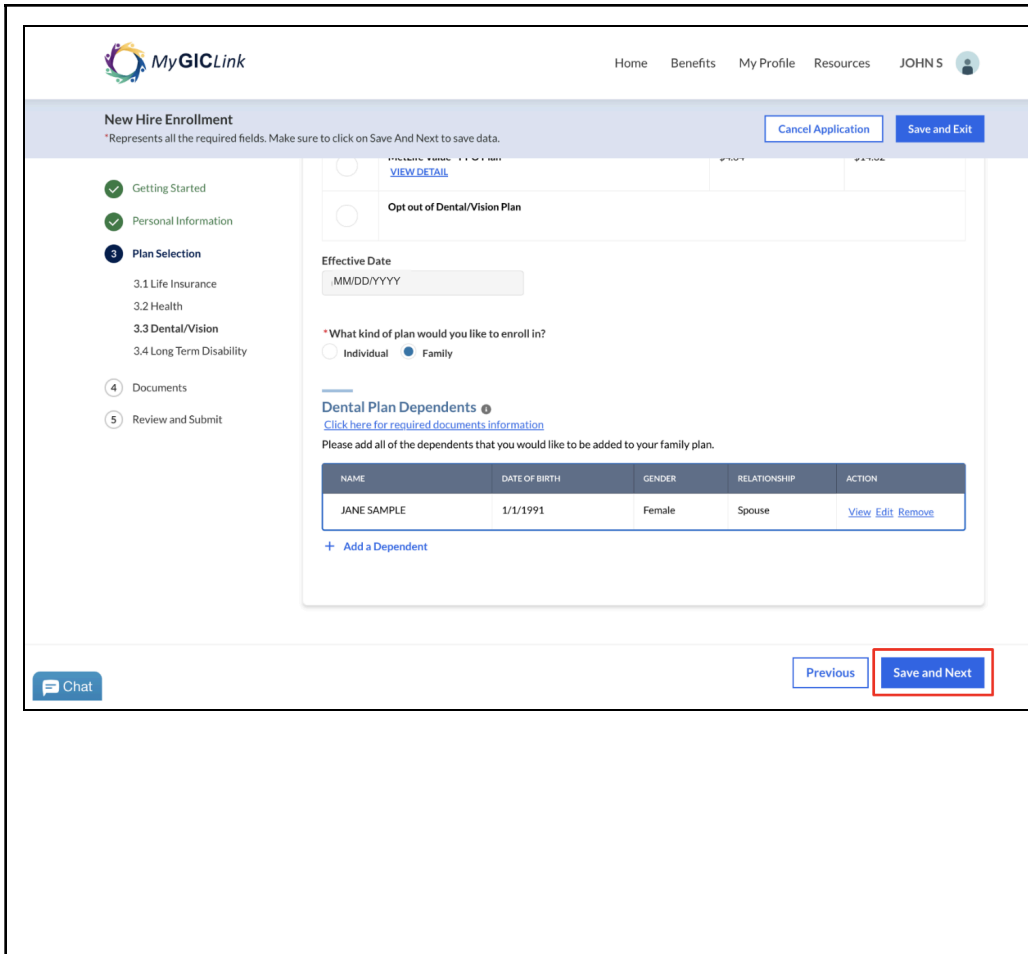 MyGICLink
Home Benefits My Profile Resources JOHN S
New Hire Enrollment
*Represents all the required fields. Make sure to click on Save And Next to save data.
Cancel Application Save and Exit
Getting Started
Personal Information
3 Plan Selection
3.1 Life Insurance
3.2 Health
3.3 Dental/Vision
3.4 Long Term Disability
4 Documents
5 Review and Submit
VIEW DETAIL
Opt out of Dental/Vision Plan
Effective Date
MM/DD/YYYY
*What kind of plan would you like to enroll in?
Individual Family
Dental Plan Dependents
Click here for required documents information
Please add all of the dependents that you would like to be added to your family plan.
NAME DATE OF BIRTH GENDER RELATIONSHIP ACTION
JANE SAMPLE 1/1/1991 Female Spouse View Edit Remove
+ Add a Dependent
Chat
Previous Save and Next